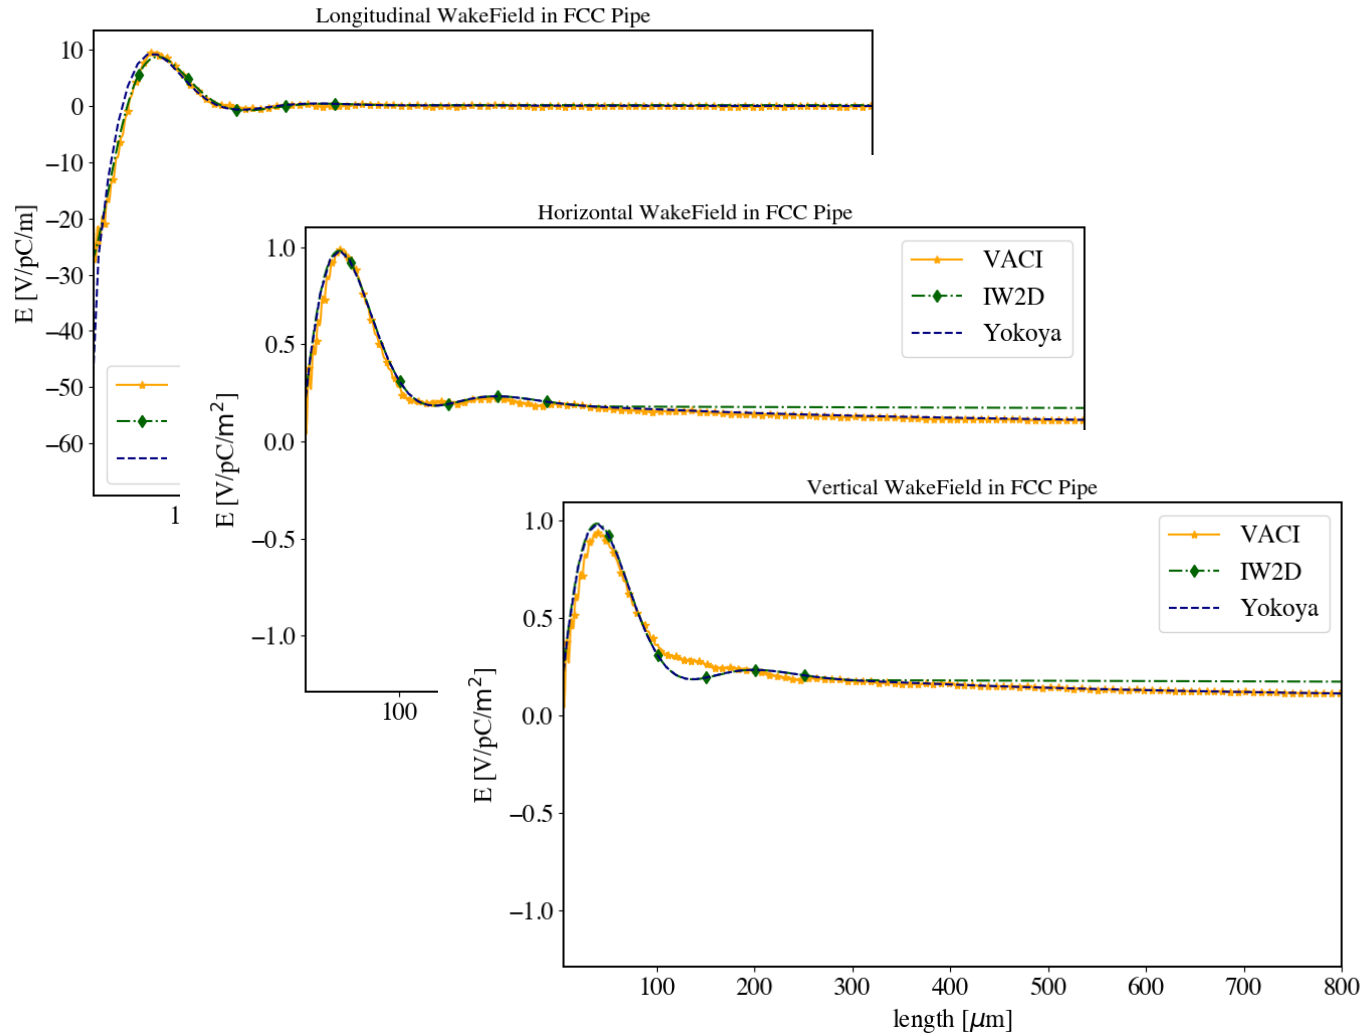 Longitudinal WakeField in FCC Pipe
10
0
−10
−20
−30
−40
−50
−60
E [V/pC/m]
1
Horizontal WakeField in FCC Pipe
1.0
0.5
0.0
−0.5
−1.0
E [V/pC/m²]
VACI
IW2D
Yokoya
100
Vertical WakeField in FCC Pipe
1.0
0.5
0.0
−0.5
−1.0
E [V/pC/m²]
VACI
IW2D
Yokoya
100 200 300 400 500 600 700 800
length [μm]